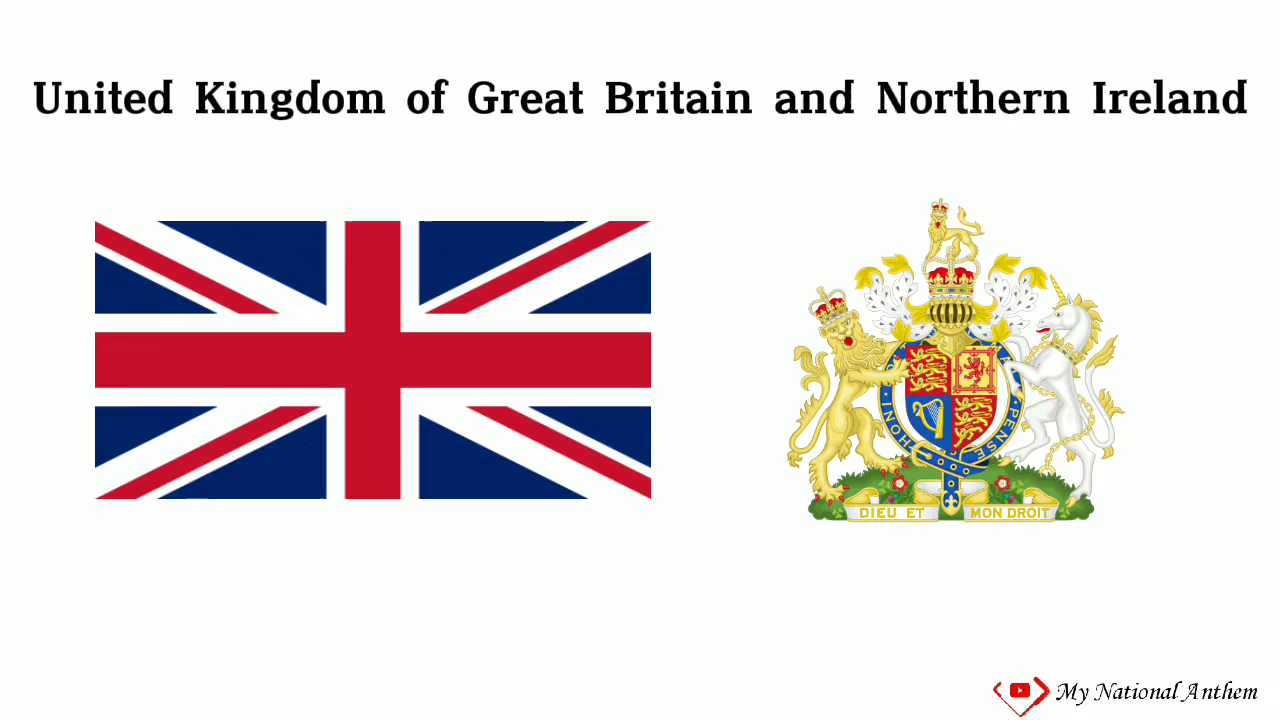 United Kingdom of Great Britain and Northern Ireland
DIEU ET MON DROIT
My National Anthem